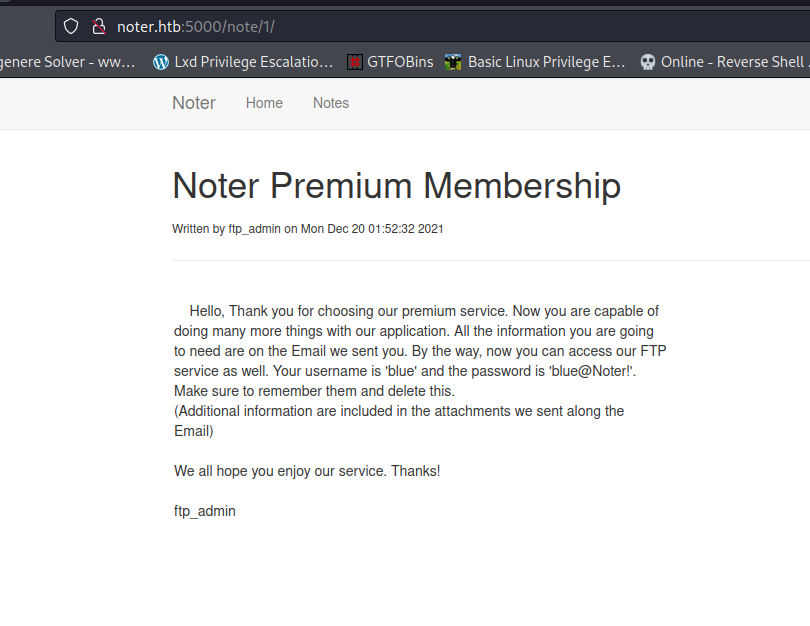 noter.htb:5000/note/1/
genere Solver - ww… Lxd Privilege Escalatio… GTFOBins Basic Linux Privilege E… Online - Reverse Shell
Noter Home Notes
Noter Premium Membership
Written by ftp_admin on Mon Dec 20 01:52:32 2021
Hello, Thank you for choosing our premium service. Now you are capable of
doing many more things with our application. All the information you are going
to need are on the Email we sent you. By the way, now you can access our FTP
service as well. Your username is 'blue' and the password is 'blue@Noter!'.
Make sure to remember them and delete this.
(Additional information are included in the attachments we sent along the
Email)
We all hope you enjoy our service. Thanks!
ftp_admin